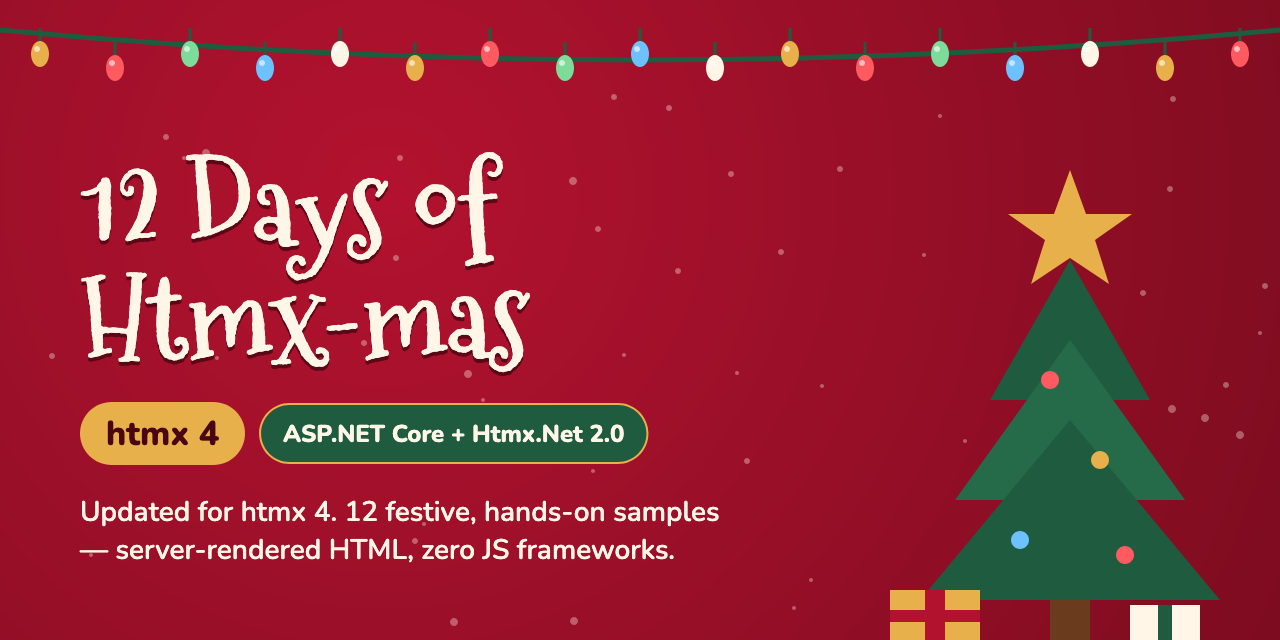 12 Days of
Htmx-mas
htmx 4
ASP.NET Core + Htmx.Net 2.0
Updated for htmx 4. 12 festive, hands-on samples
— server-rendered HTML, zero JS frameworks.